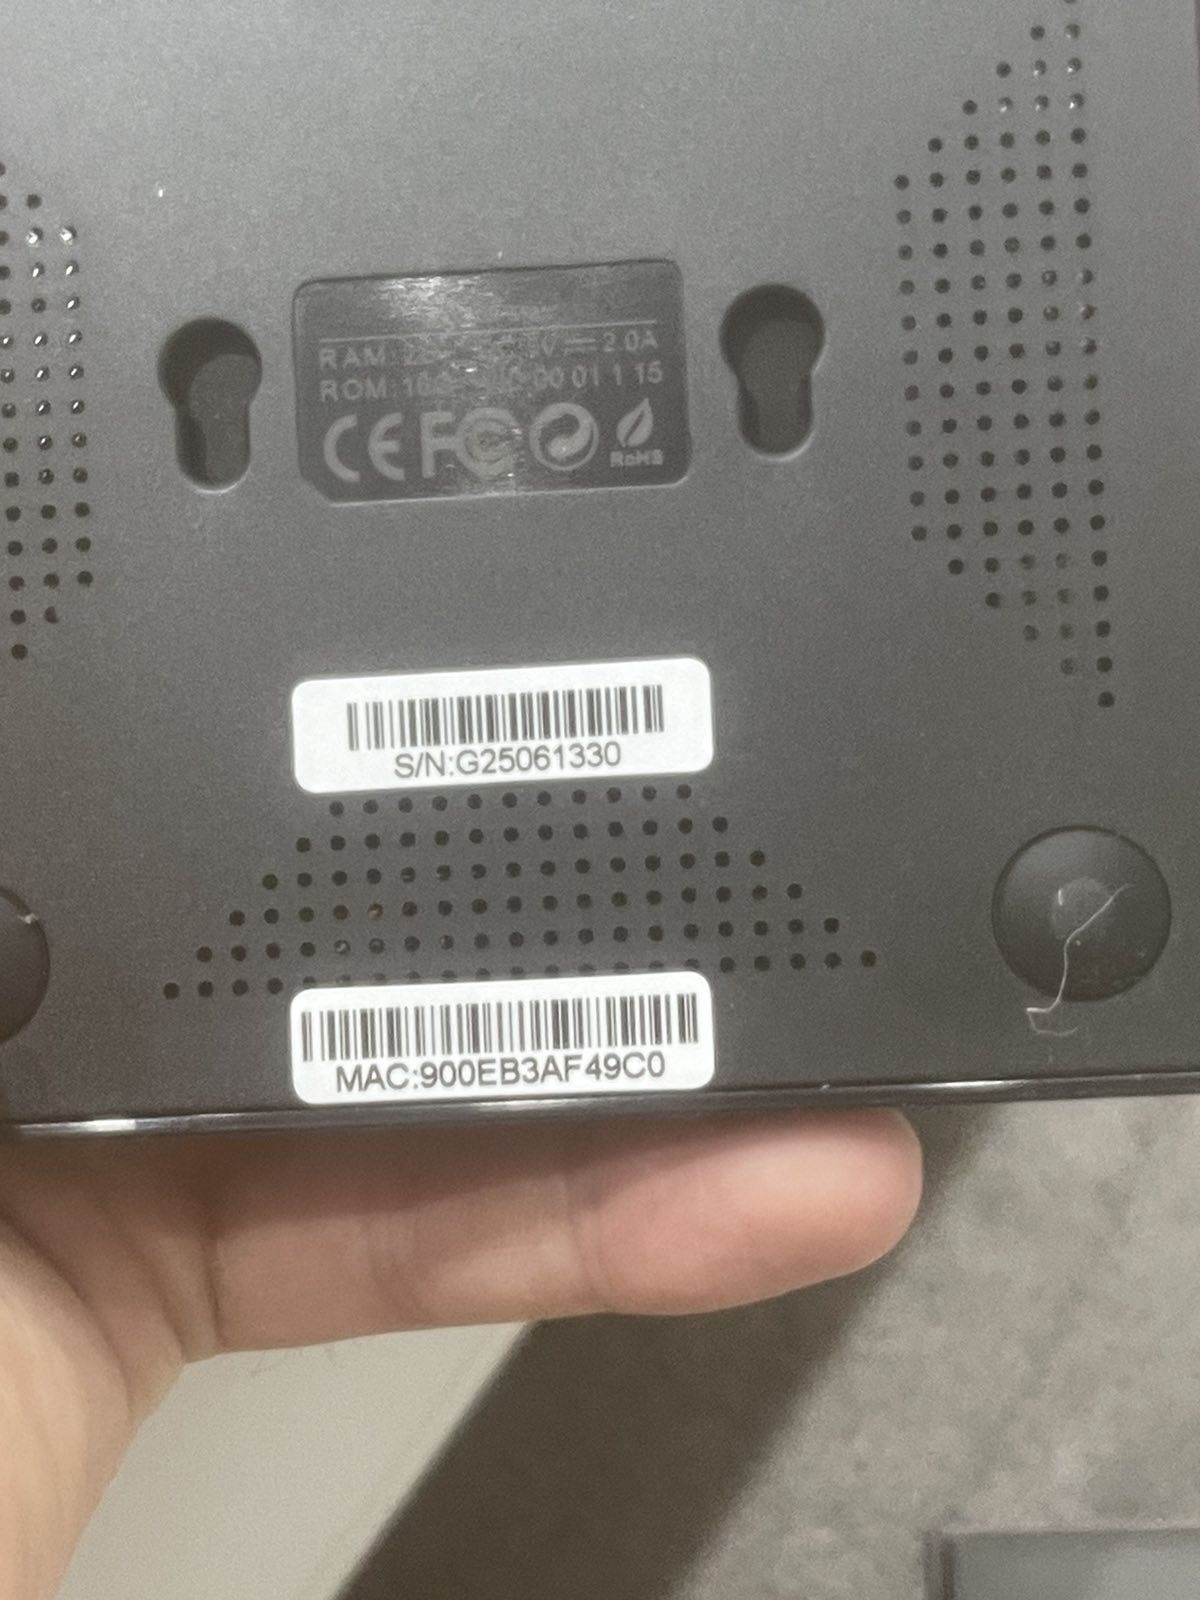 RAM: 2.0A
ROM: 00 01 1 15
CE FC
RoHS
S/N:G25061330
MAC:900EB3AF49C0